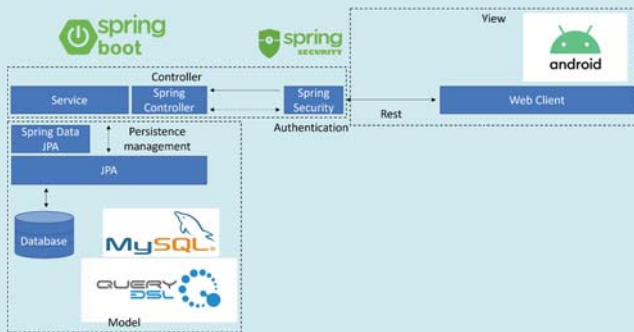 spring
boot
spring
SECURITY
View
android
Controller
Service
Spring
Controller
Spring
Security
Web Client
Authentication
Rest
Spring Data
JPA
Persistence
management
JPA
Database
MySQL®
QUERY
DSL
Model